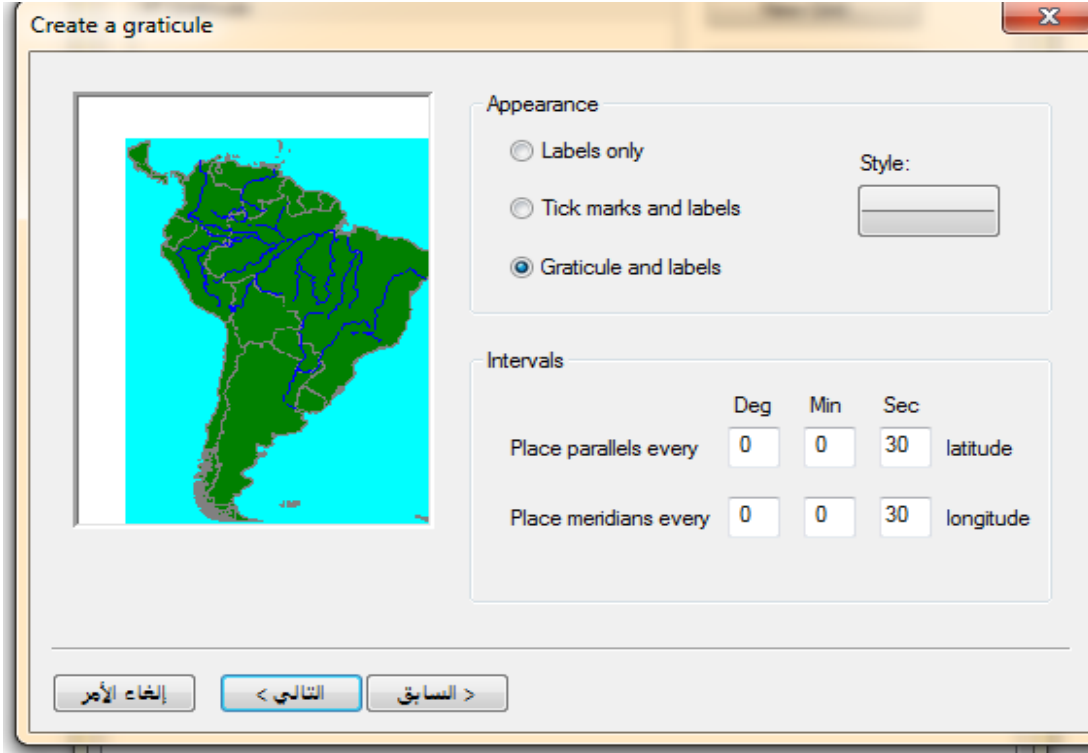 Create a graticule
Appearance
Labels only
Style:
Tick marks and labels
Graticule and labels
Intervals
Deg Min Sec
Place parallels every 0 0 30 latitude
Place meridians every 0 0 30 longitude
< السابق
التالي >
إلغاء الأمر